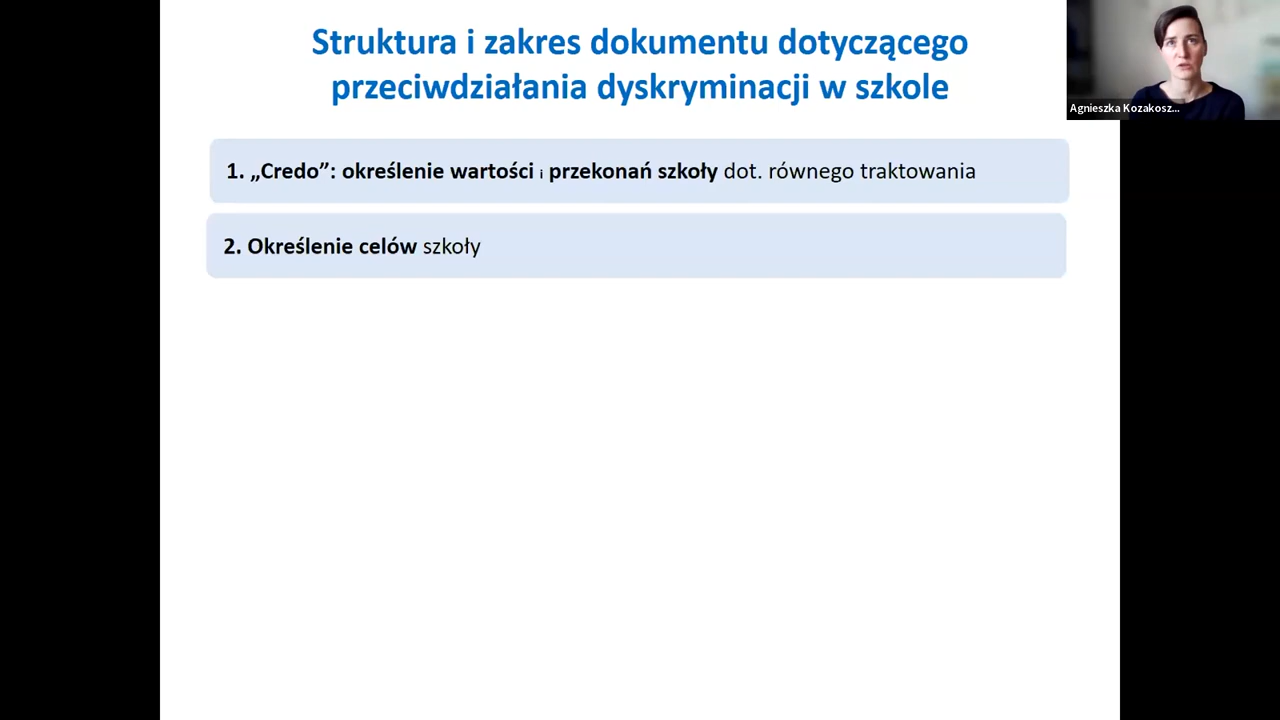 Struktura i zakres dokumentu dotyczącego
przeciwdziałania dyskryminacji w szkole
Agnieszka Kozakosz...
1. „Credo”: określenie wartości i przekonań szkoły dot. równego traktowania
2. Określenie celów szkoły